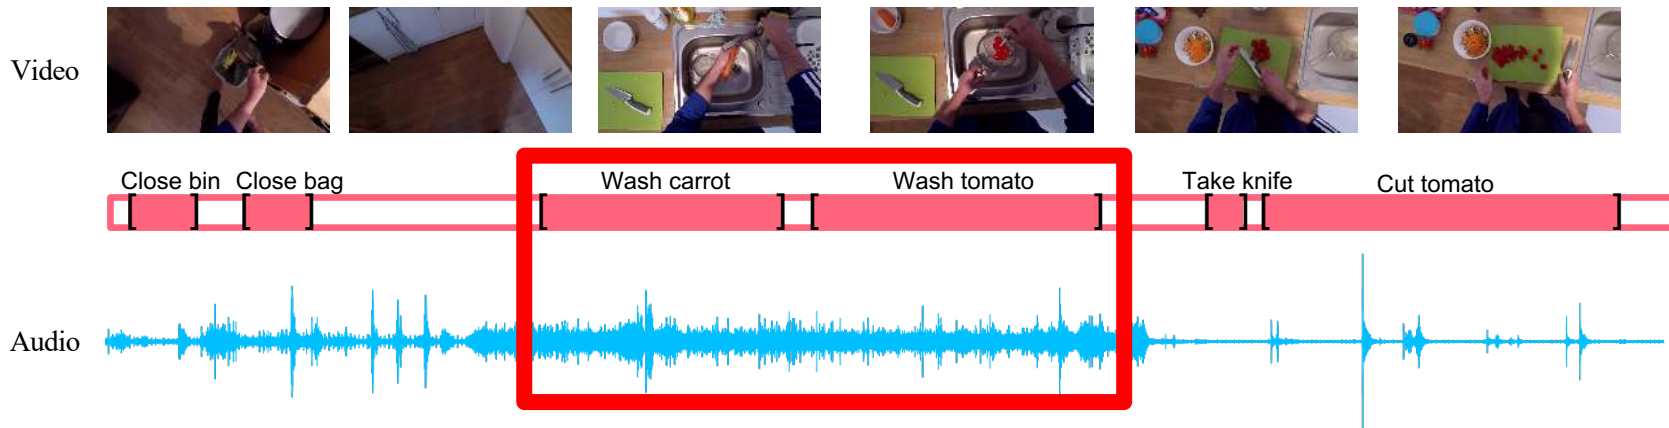 Video
Close bin Close bag Wash carrot Wash tomato Take knife Cut tomato
Audio